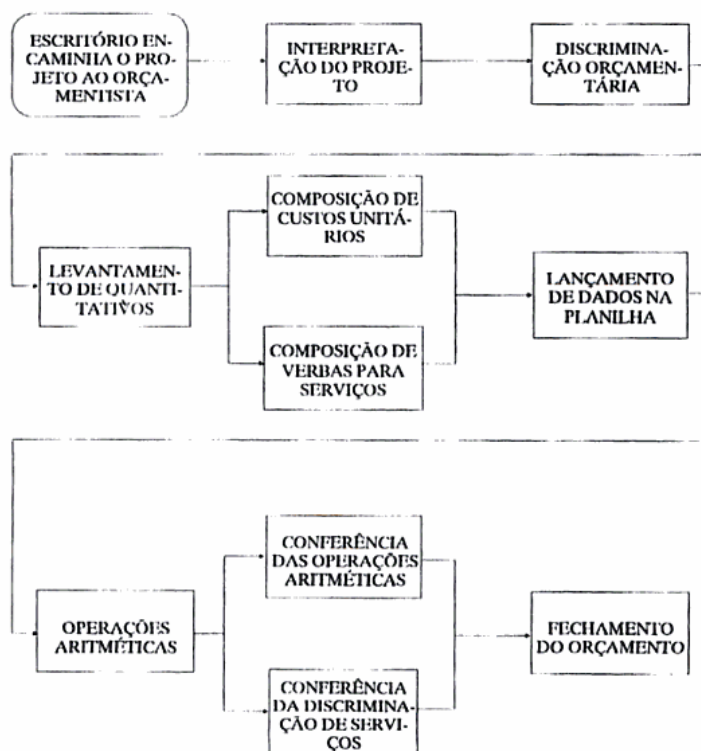 ESCRITÓRIO EN-
CAMINHA O PRO-
JETO AO ORÇA-
MENTISTA
INTERPRETA-
ÇÃO DO PROJE-
TO
DISCRIMINA-
ÇÃO
ORÇAMEN-
TÁRIA
LEVANTAMEN-
TO DE QUANTI-
TATIVOS
COMPOSIÇÃO DE
CUSTOS UNITÁ-
RIOS
COMPOSIÇÃO DE
VERBAS PARA
SERVIÇOS
LANÇAMENTO
DE DADOS NA
PLANILHA
OPERAÇÕES
ARITMÉTICAS
CONFERÊNCIA
DAS OPERAÇÕES
ARITMÉTICAS
CONFERÊNCIA
DA DISCRIMINA-
ÇÃO DE SERVI-
ÇOS
FECHAMENTO
DO ORÇAMENTO